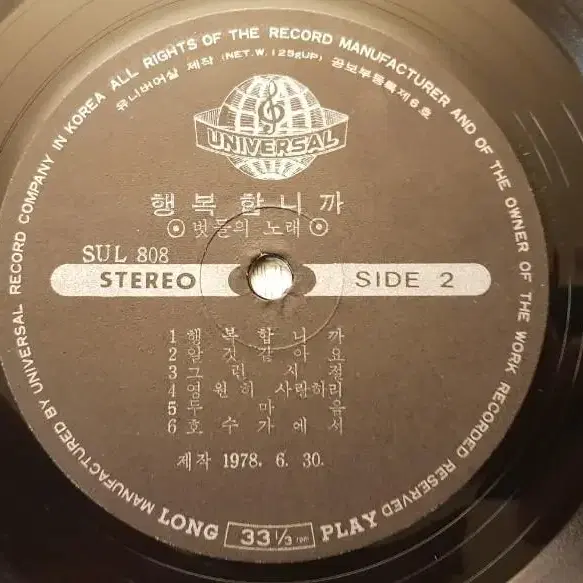 MANUFACTURED BY UNIVERSAL RECORD COMPANY IN KOREA ALL RIGHTS OF THE RECORD MANUFACTURER AND OF THE OWNER OF THE WORK RECORDED RESERVED
유니버어살 제작 (NET.W. 125gUP) 공보부등록제6호
UNIVERSAL
행복합니까
벗들의 노래
SUL 808
STEREO SIDE 2
1 행복합니까
2 알것같아요
3 그런시절
4 영원히 사랑하리
5 두마음
6 호수가에서
제작 1978. 6. 30.
LONG 33 1/3 rpm PLAY